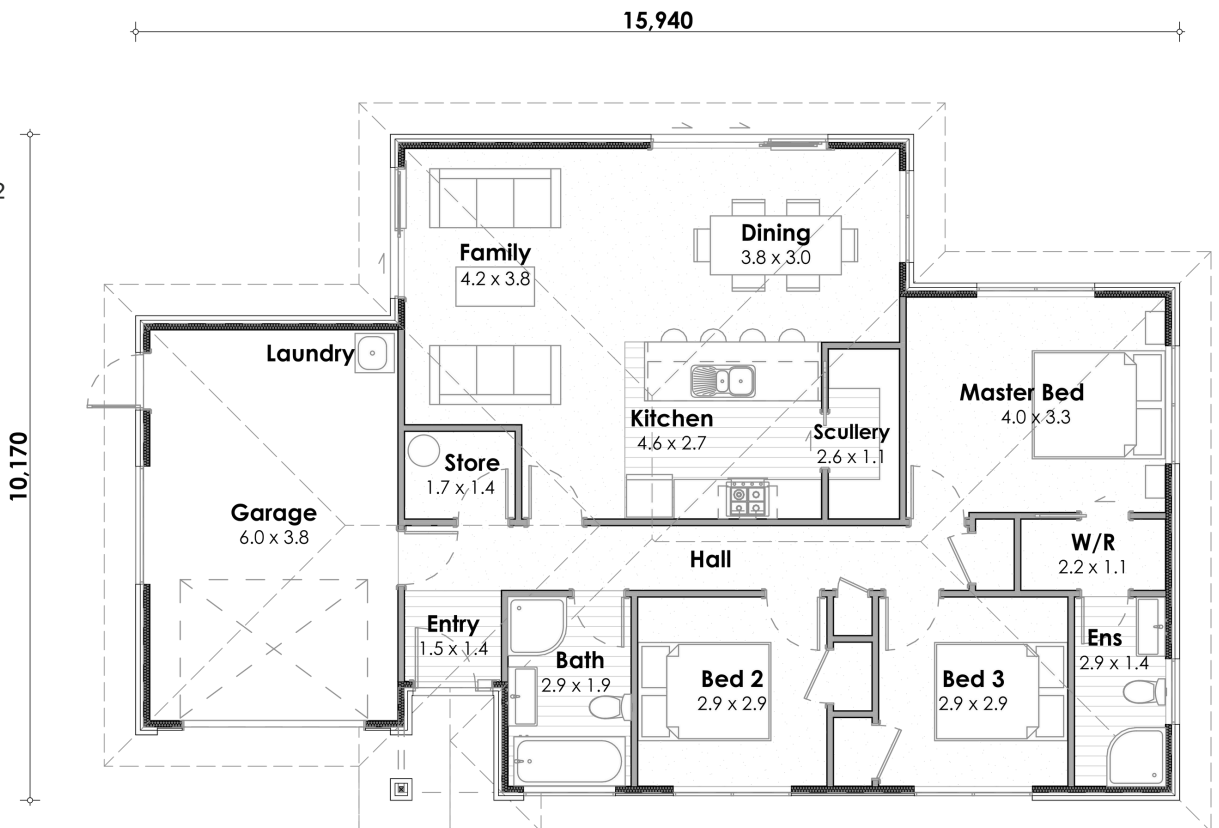 15,940
2
10,170
Family
4.2 x 3.8
Dining
3.8 x 3.0
Laundry
Master Bed
4.0 x 3.3
Kitchen
4.6 x 2.7
Scullery
2.6 x 1.1
Store
1.7 x 1.4
Garage
6.0 x 3.8
Hall
W/R
2.2 x 1.1
Entry
1.5 x 1.4
Bath
2.9 x 1.9
Bed 2
2.9 x 2.9
Bed 3
2.9 x 2.9
Ens
2.9 x 1.4